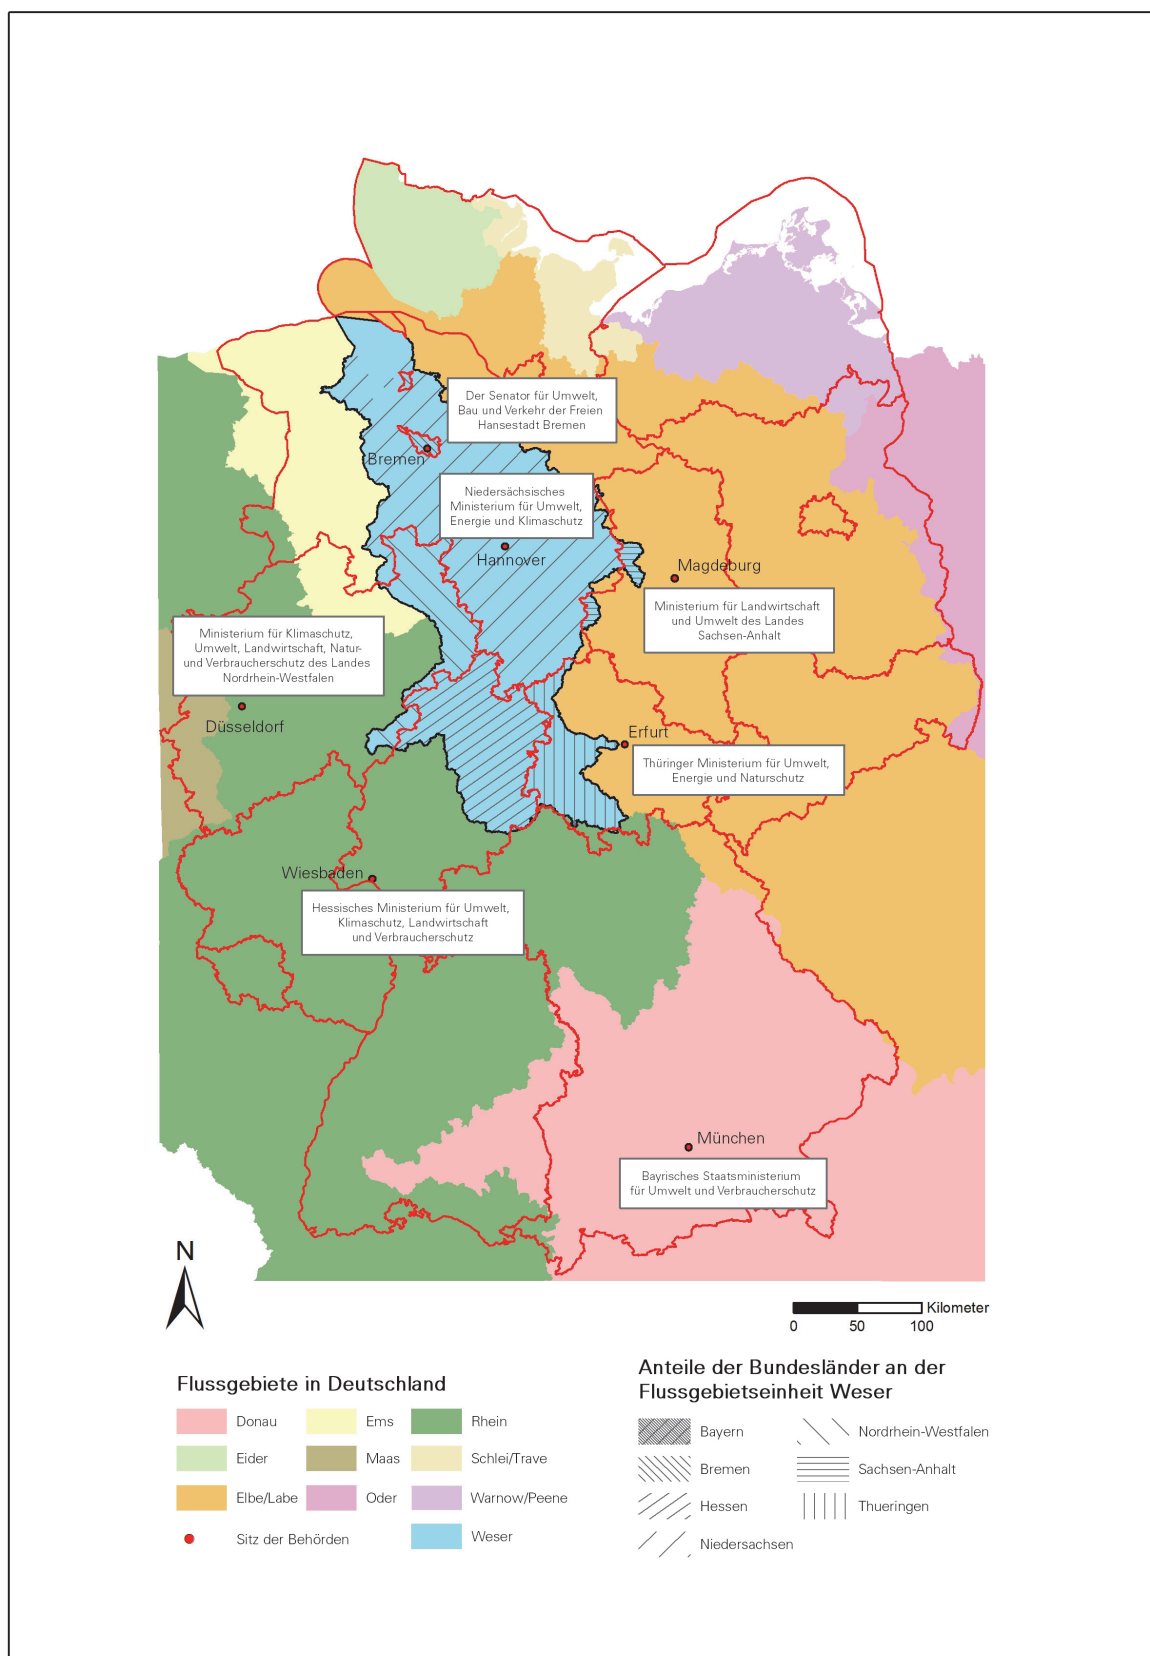 Der Senator für Umwelt,
Bau und Verkehr der Freien
Hansestadt Bremen
Bremen
Niedersächsisches
Ministerium für Umwelt,
Energie und Klimaschutz
Hannover
Magdeburg
Ministerium für Landwirtschaft
und Umwelt des Landes
Sachsen-Anhalt
Ministerium für Klimaschutz,
Umwelt, Landwirtschaft, Natur-
und Verbraucherschutz des Landes
Nordrhein-Westfalen
Düsseldorf
Erfurt
Thüringer Ministerium für Umwelt,
Energie und Naturschutz
Wiesbaden
Hessisches Ministerium für Umwelt,
Klimaschutz, Landwirtschaft
und Verbraucherschutz
München
Bayrisches Staatsministerium
für Umwelt und Verbraucherschutz
N
Kilometer
0 50 100
Flussgebiete in Deutschland
Donau
Ems
Rhein
Eider
Maas
Schlei/Trave
Elbe/Labe
Oder
Warnow/Peene
Sitz der Behörden
Weser
Anteile der Bundesländer an der
Flussgebietseinheit Weser
Bayern
Nordrhein-Westfalen
Bremen
Sachsen-Anhalt
Hessen
Thueringen
Niedersachsen